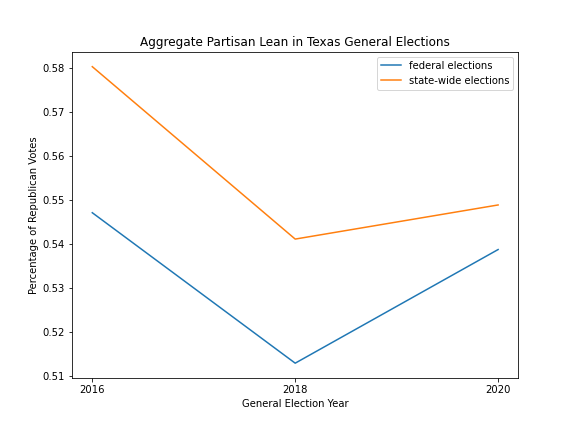 Aggregate Partisan Lean in Texas General Elections
federal elections
state-wide elections
Percentage of Republican Votes
0.58
0.57
0.56
0.55
0.54
0.53
0.52
0.51
2016
2018
2020
General Election Year